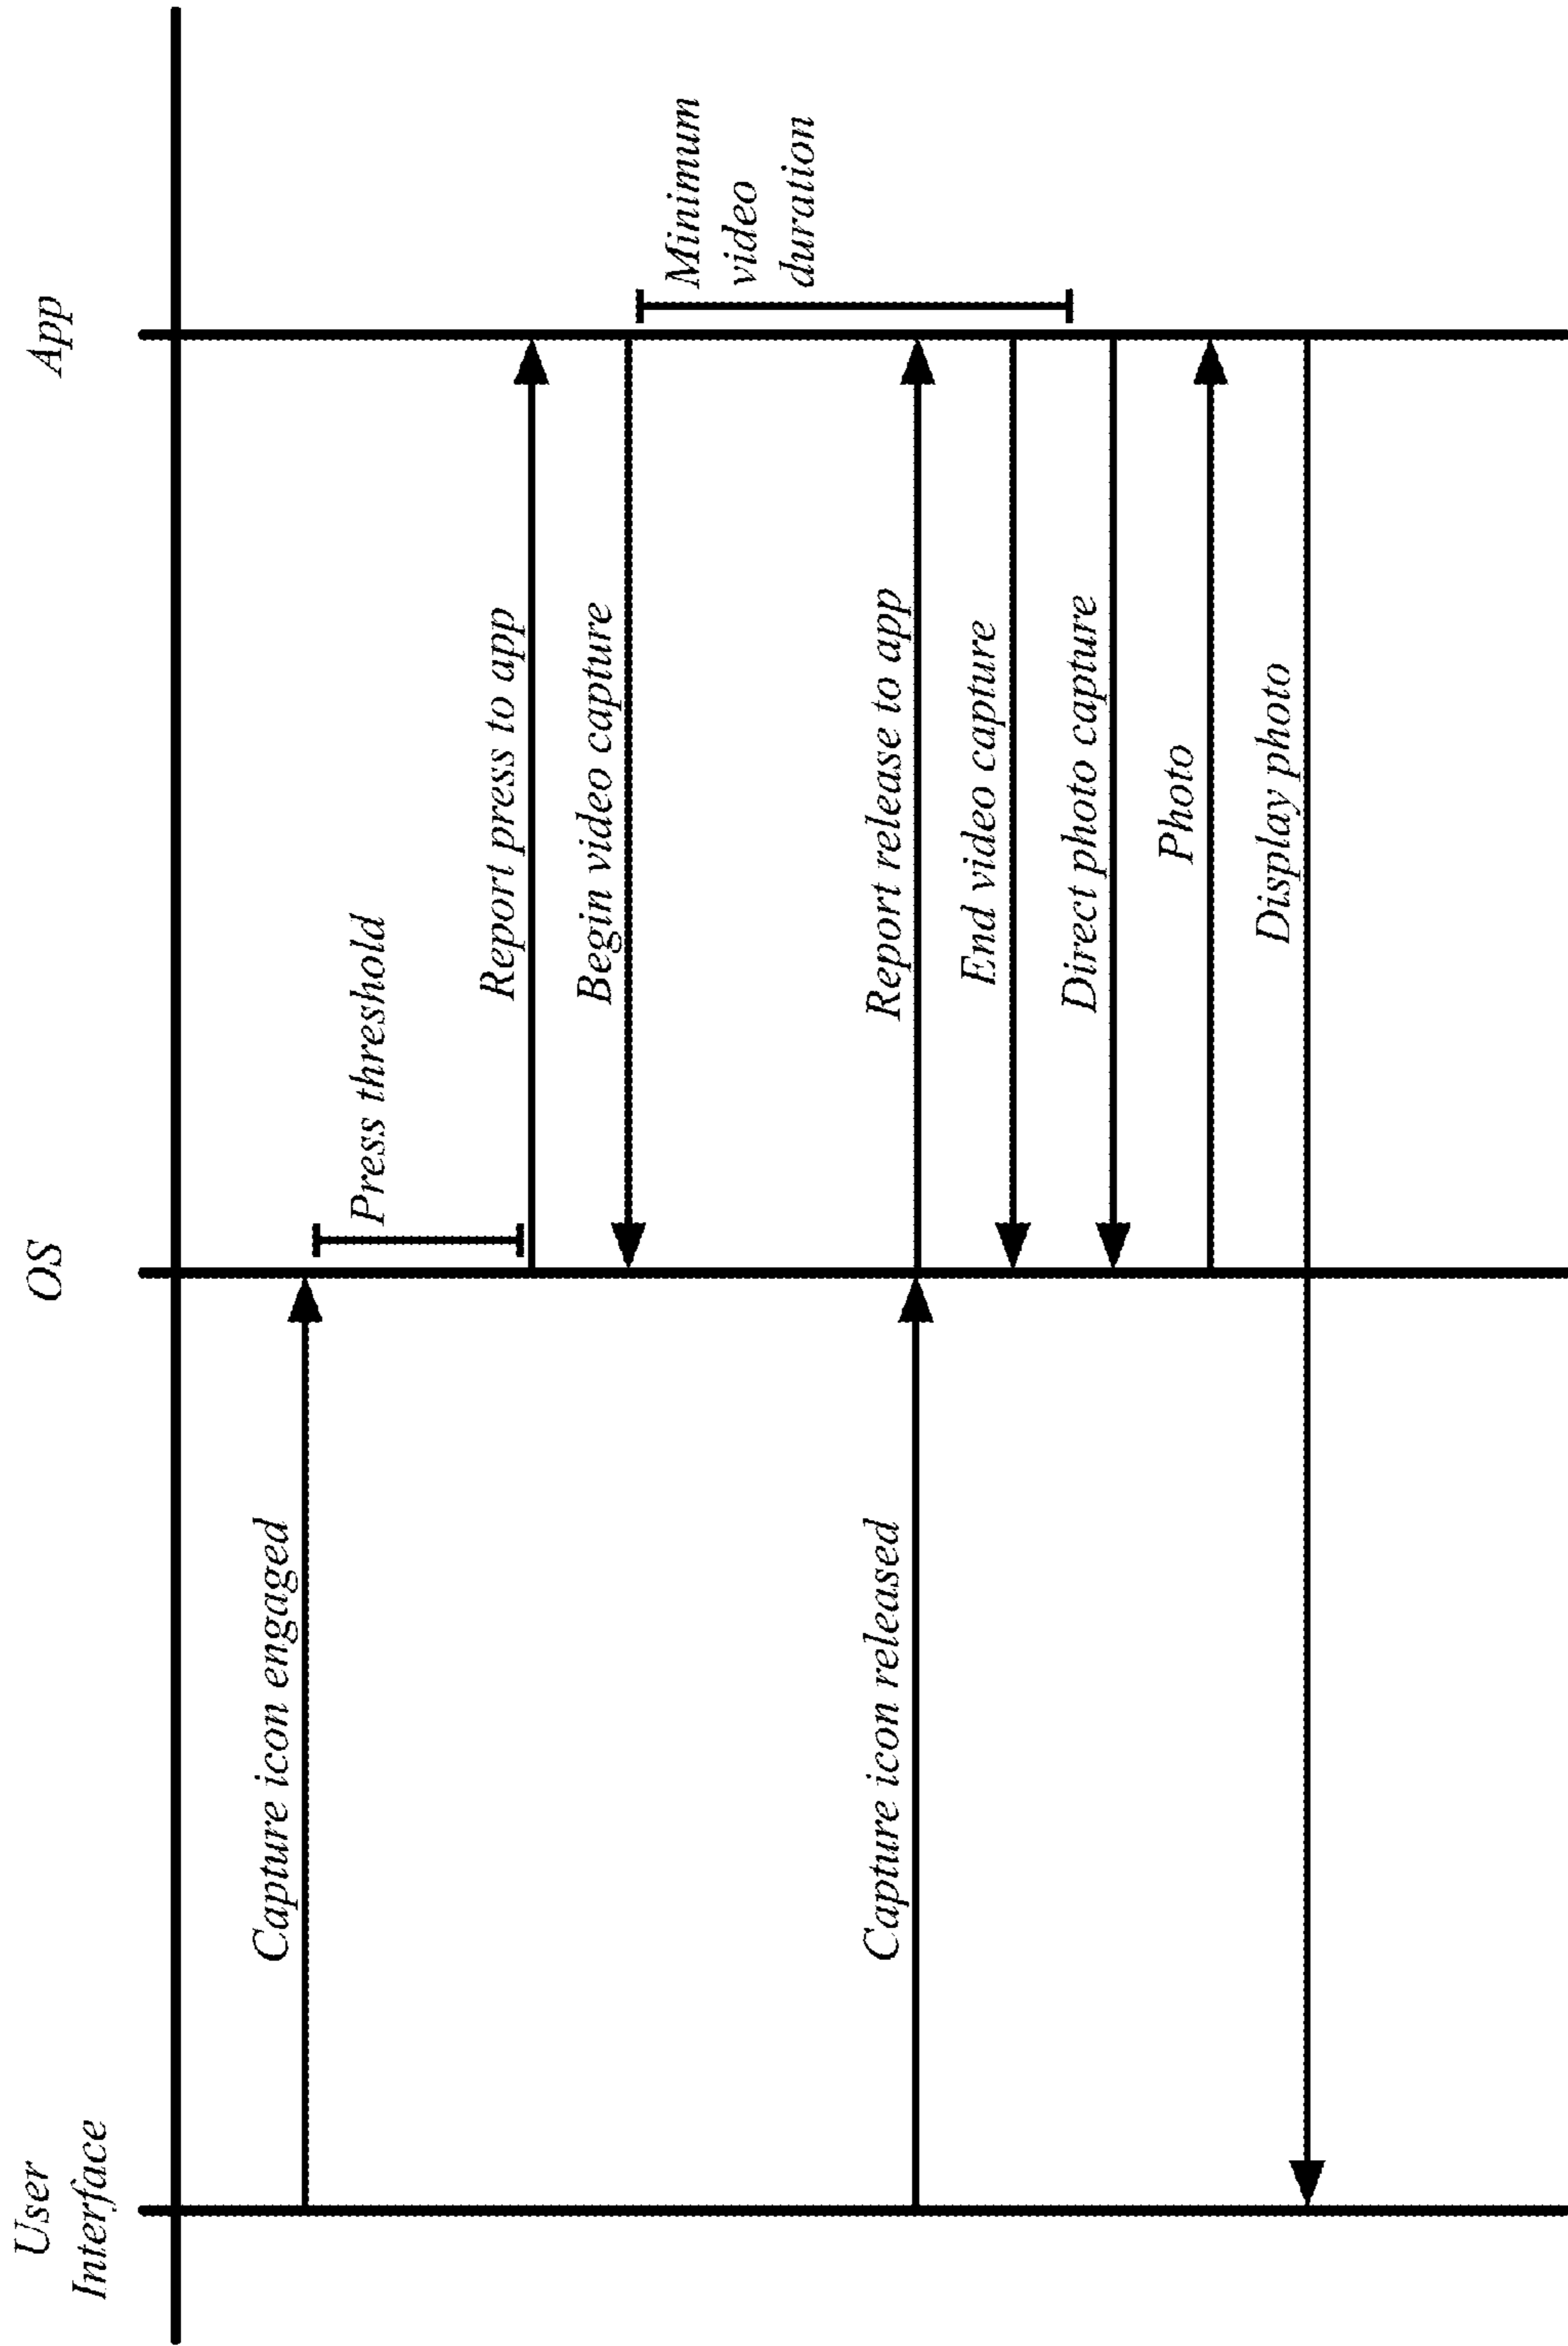 User
Interface
OS
App
Capture icon engaged
Press threshold
Report press to app
Begin video capture
Minimum
video
duration
Capture icon released
Report release to app
End video capture
Direct photo capture
Photo
Display photo